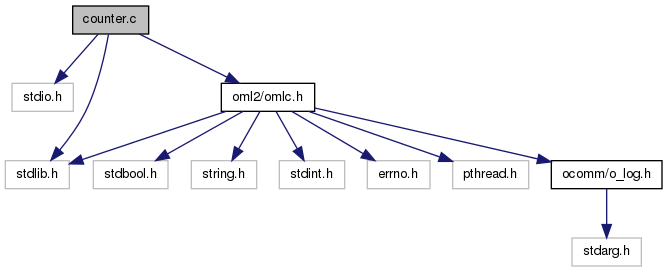 counter.c
stdio.h
oml2/omlc.h
stdlib.h
stdbool.h
string.h
stdint.h
errno.h
pthread.h
ocomm/o_log.h
stdarg.h